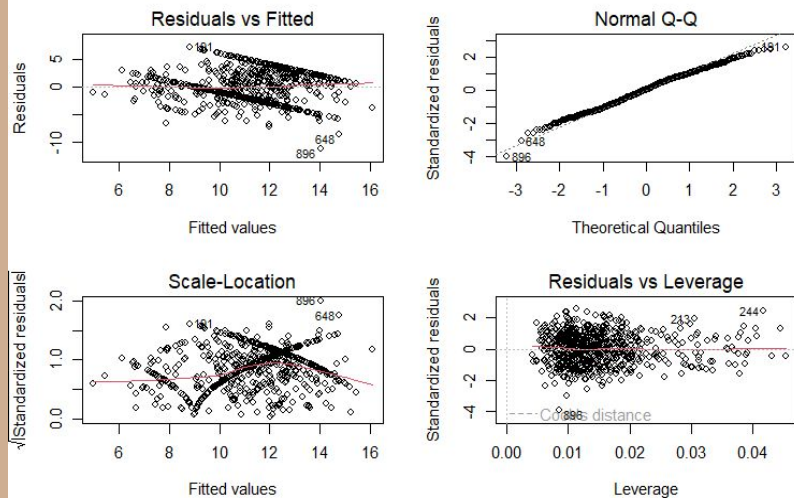 Residuals vs Fitted
Residuals
5
0
-10
191
648
896
6 8 10 12 14 16
Fitted values
Normal Q-Q
Standardized residuals
2
0
-2
-4
191
648
896
-3 -2 -1 0 1 2 3
Theoretical Quantiles
Scale-Location
√|Standardized residuals|
2.0
1.0
0.0
191
896
648
6 8 10 12 14 16
Fitted values
Residuals vs Leverage
Standardized residuals
2
0
-2
-4
213
244
896
Cook's distance
0.00 0.01 0.02 0.03 0.04
Leverage